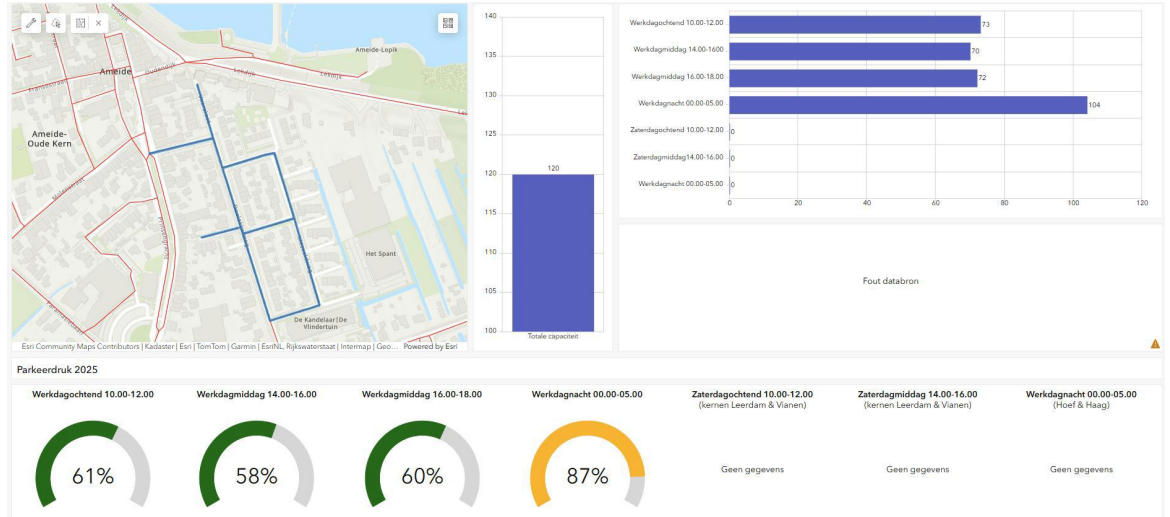 Ameide-Lopik
Ameide
Oudendijk
Lekdijk
Lekdijk
Fransestraat
Ameide-
Oude Kern
Molenstraat
Prinsengracht
Het Spant
De Kandelaar|De
Vlindertuin
Esri Community Maps Contributors | Kadaster | Esri | TomTom | Garmin | EsriNL, Rijkswaterstaat | Intermap | Geo... Powered by Esri
140
135
130
125
120
115
110
105
100
120
Totale capaciteit
Werkdagochtend 10.00-12.00 73
Werkdagmiddag 14.00-1600 70
Werkdagmiddag 16.00-18.00 72
Werkdagnacht 00.00-05.00 104
Zaterdagochtend 10.00-12.00 0
Zaterdagmiddag14.00-16.00 0
Werkdagnacht 00.00-05.00 0
0 20 40 60 80 100 120
Fout databron
Parkeerdruk 2025
Werkdagochtend 10.00-12.00
61%
Werkdagmiddag 14.00-16.00
58%
Werkdagmiddag 16.00-18.00
60%
Werkdagnacht 00.00-05.00
87%
Zaterdagochtend 10.00-12.00
(kernen Leerdam & Vianen)
Geen gegevens
Zaterdagmiddag 14.00-16.00
(kernen Leerdam & Vianen)
Geen gegevens
Werkdagnacht 00.00-05.00
(Hoef & Haag)
Geen gegevens